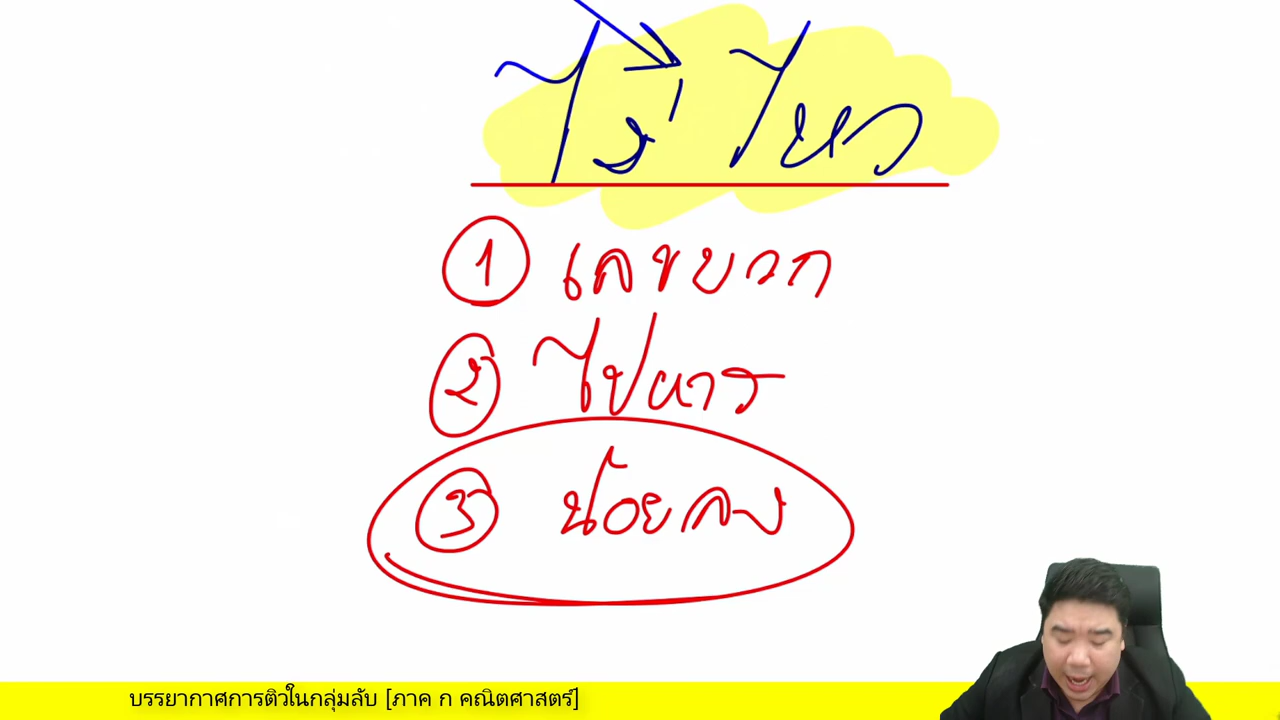 ไร่ ไหว
1 เลขบวก
2 ไปหาร
3 น้อยลง
บรรยากาศการติวในกลุ่มลับ [ภาค ก คณิตศาสตร์]